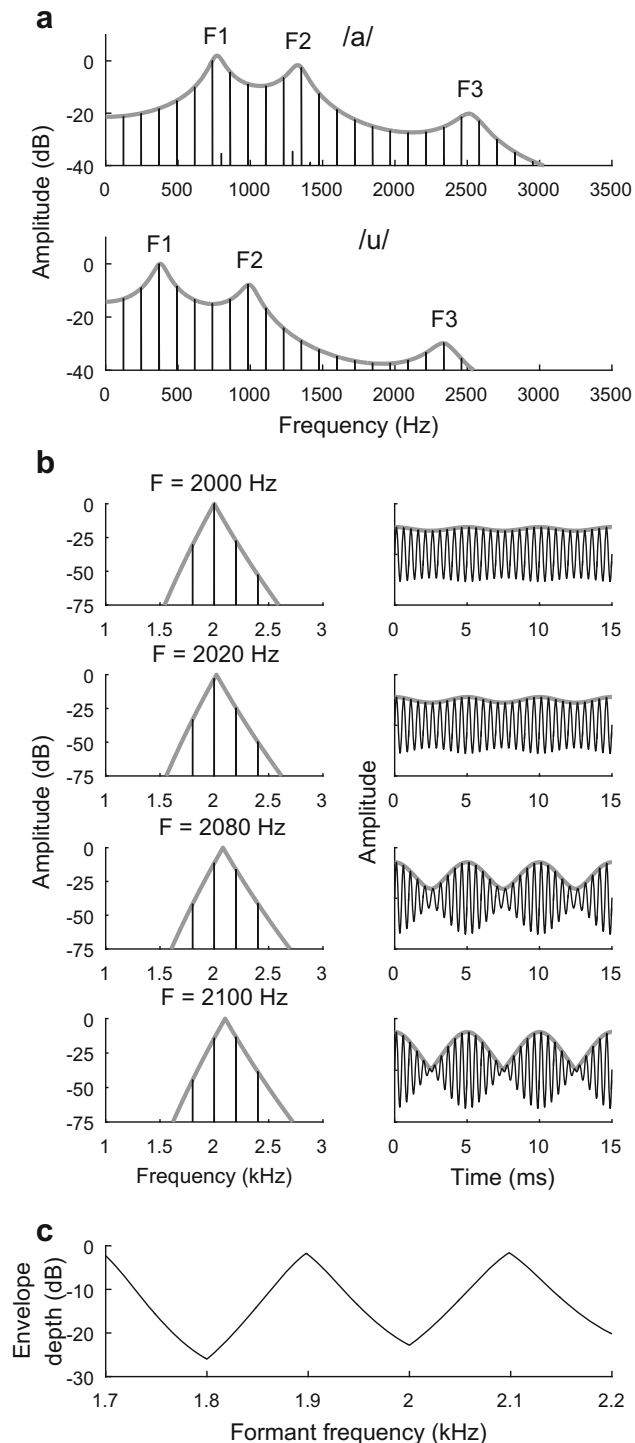 a
F1 F2 /a/
F3
0
-20
-40
0 500 1000 1500 2000 2500 3000 3500
Amplitude (dB)
/u/
F1 F2
F3
0
-20
-40
0 500 1000 1500 2000 2500 3000 3500
Frequency (Hz)
b
F = 2000 Hz
0
-25
-50
-75
1 1.5 2 2.5 3
0 5 10 15
F = 2020 Hz
0
-25
-50
-75
1 1.5 2 2.5 3
0 5 10 15
Amplitude (dB)
Amplitude
F = 2080 Hz
0
-25
-50
-75
1 1.5 2 2.5 3
0 5 10 15
F = 2100 Hz
0
-25
-50
-75
1 1.5 2 2.5 3
0 5 10 15
Frequency (kHz)
Time (ms)
c
Envelope
depth (dB)
0
-10
-20
-30
1.7 1.8 1.9 2 2.1 2.2
Formant frequency (kHz)